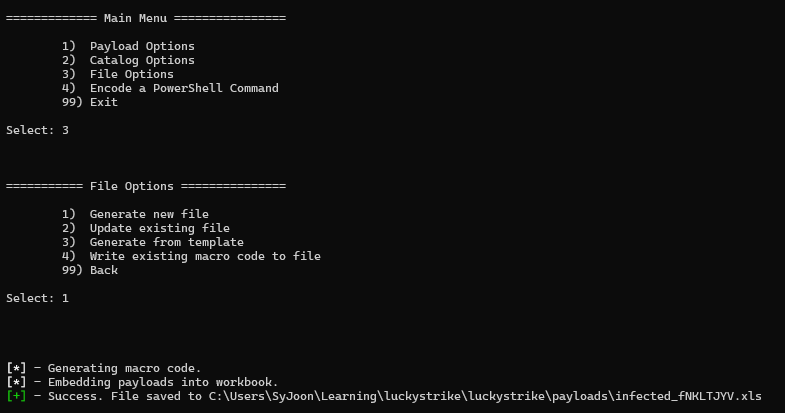 ============= Main Menu ================
1) Payload Options
2) Catalog Options
3) File Options
4) Encode a PowerShell Command
99) Exit
Select: 3
=========== File Options ===============
1) Generate new file
2) Update existing file
3) Generate from template
4) Write existing macro code to file
99) Back
Select: 1
[*] - Generating macro code.
[*] - Embedding payloads into workbook.
[+] - Success. File saved to C:\Users\SyJoon\Learning\luckystrike\luckystrike\payloads\infected_fNKLTJYV.xls